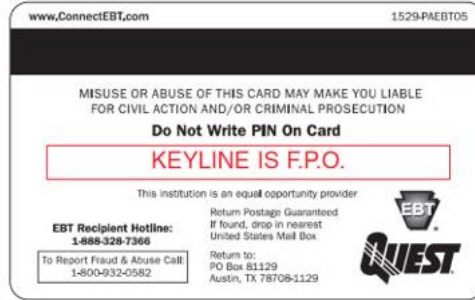 www.ConnectEBT.com
1529-PAEBT05
MISUSE OR ABUSE OF THIS CARD MAY MAKE YOU LIABLE
FOR CIVIL ACTION AND/OR CRIMINAL PROSECUTION
Do Not Write PIN On Card
KEYLINE IS F.P.O.
This institution is an equal opportunity provider
EBT Recipient Hotline:
1-888-328-7366
To Report Fraud & Abuse Call:
1-800-932-0582
Return Postage Guaranteed
If found, drop in nearest
United States Mail Box
Return to:
PO Box 81129
Austin, TX 78708-1129
EBT
QUEST